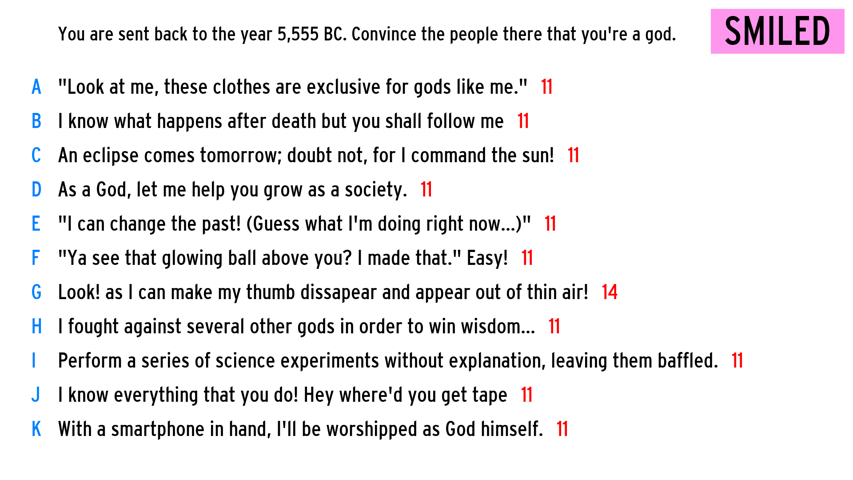 You are sent back to the year 5,555 BC. Convince the people there that you're a god.
SMILED
A "Look at me, these clothes are exclusive for gods like me." 11
B I know what happens after death but you shall follow me 11
C An eclipse comes tomorrow; doubt not, for I command the sun! 11
D As a God, let me help you grow as a society. 11
E "I can change the past! (Guess what I'm doing right now...)" 11
F "Ya see that glowing ball above you? I made that." Easy! 11
G Look! as I can make my thumb dissapear and appear out of thin air! 14
H I fought against several other gods in order to win wisdom... 11
I Perform a series of science experiments without explanation, leaving them baffled. 11
J I know everything that you do! Hey where'd you get tape 11
K With a smartphone in hand, I'll be worshipped as God himself. 11